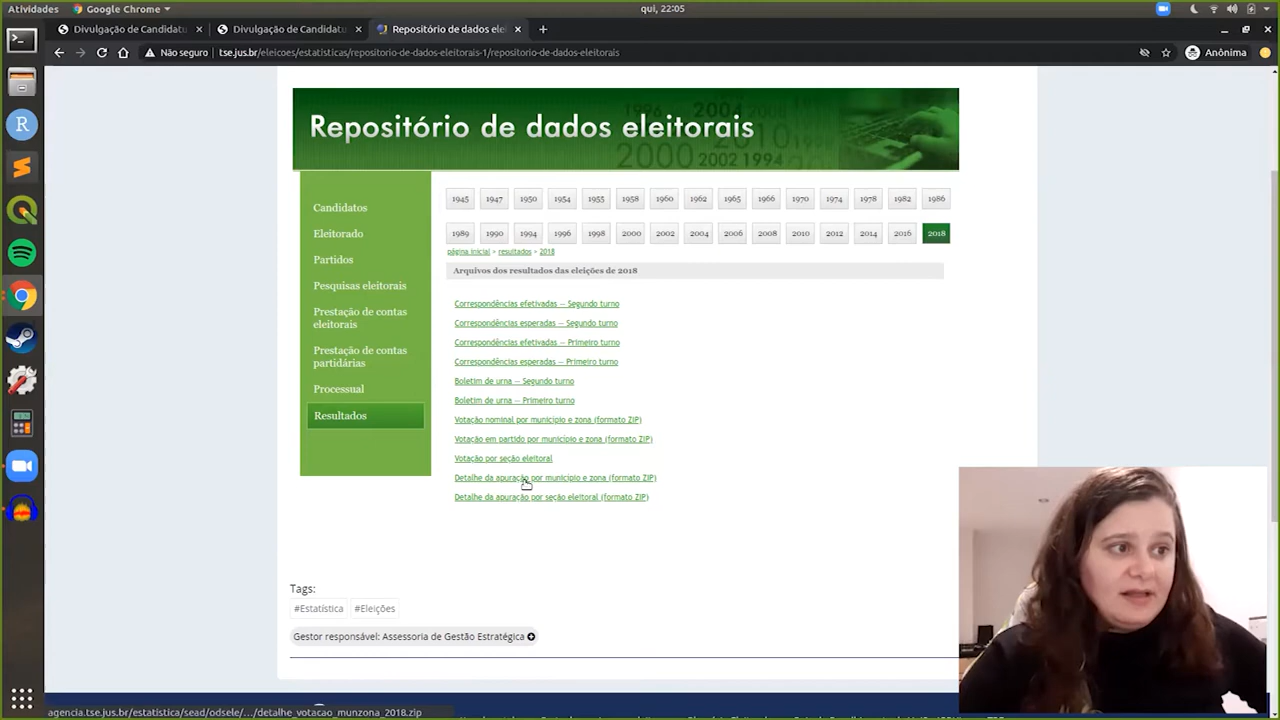 Atividades
Google Chrome
qui, 22:05
Divulgação de Candidatu
Divulgação de Candidatu
Repositório de dados ele
Não seguro
tse.jus.br/eleicoes/estatisticas/repositorio-de-dados-eleitorais-1/repositorio-de-dados-eleitorais
Anônima
Repositório de dados eleitorais
Candidatos
Eleitorado
Partidos
Pesquisas eleitorais
Prestação de contas
eleitorais
Prestação de contas
partidárias
Processual
Resultados
1945 1947 1950 1954 1955 1958 1960 1962 1965 1966 1970 1974 1978 1982 1986
1989 1990 1994 1996 1998 2000 2002 2004 2006 2008 2010 2012 2014 2016 2018
página inicial > resultados > 2018
Arquivos dos resultados das eleições de 2018
Correspondências efetivadas – Segundo turno
Correspondências esperadas – Segundo turno
Correspondências efetivadas – Primeiro turno
Correspondências esperadas – Primeiro turno
Boletim de urna – Segundo turno
Boletim de urna – Primeiro turno
Votação nominal por município e zona (formato ZIP)
Votação em partido por município e zona (formato ZIP)
Votação por seção eleitoral
Detalhe da apuração por município e zona (formato ZIP)
Detalhe da apuração por seção eleitoral (formato ZIP)
Tags:
#Estatística #Eleições
Gestor responsável: Assessoria de Gestão Estratégica
agencia.tse.jus.br/estatistica/sead/odsele/.../detalhe_votacao_munzona_2018.zip